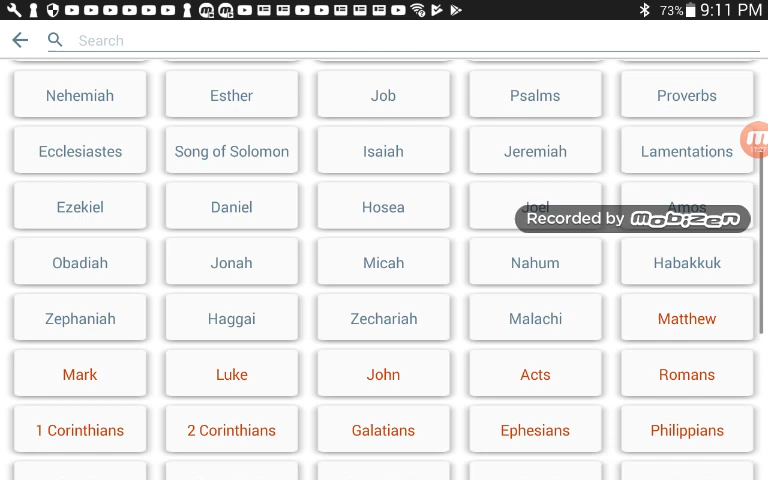 73% 9:11 PM
Search
Nehemiah Esther Job Psalms Proverbs
Ecclesiastes Song of Solomon Isaiah Jeremiah Lamentations
Ezekiel Daniel Hosea Joel Amos
Recorded by mobizen
Obadiah Jonah Micah Nahum Habakkuk
Zephaniah Haggai Zechariah Malachi Matthew
Mark Luke John Acts Romans
1 Corinthians 2 Corinthians Galatians Ephesians Philippians